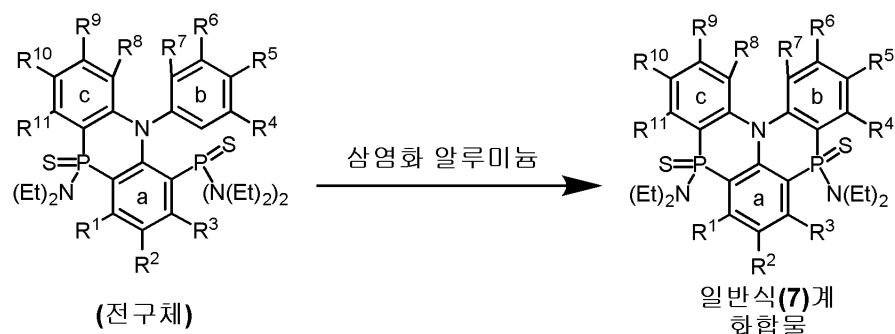 R⁹ R⁶
R¹⁰ R⁸ R⁷ R⁵
c b
R¹¹ N R⁴
S=P P=S
(Et)₂N a (N(Et)₂)₂
R¹ R³
R²
(전구체)
삼염화 알루미늄
R⁹ R⁶
R¹⁰ R⁸ R⁷ R⁵
c b
R¹¹ N R⁴
S=P P=S
(Et)₂N a N(Et)₂
R¹ R³
R²
일반식(7)계
화합물